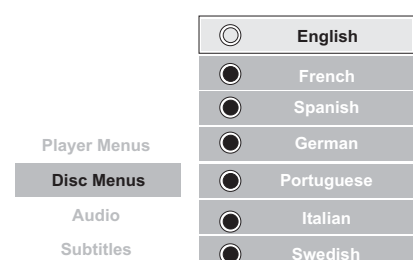 English
French
Spanish
German
Portuguese
Italian
Swedish
Player Menus
Disc Menus
Audio
Subtitles